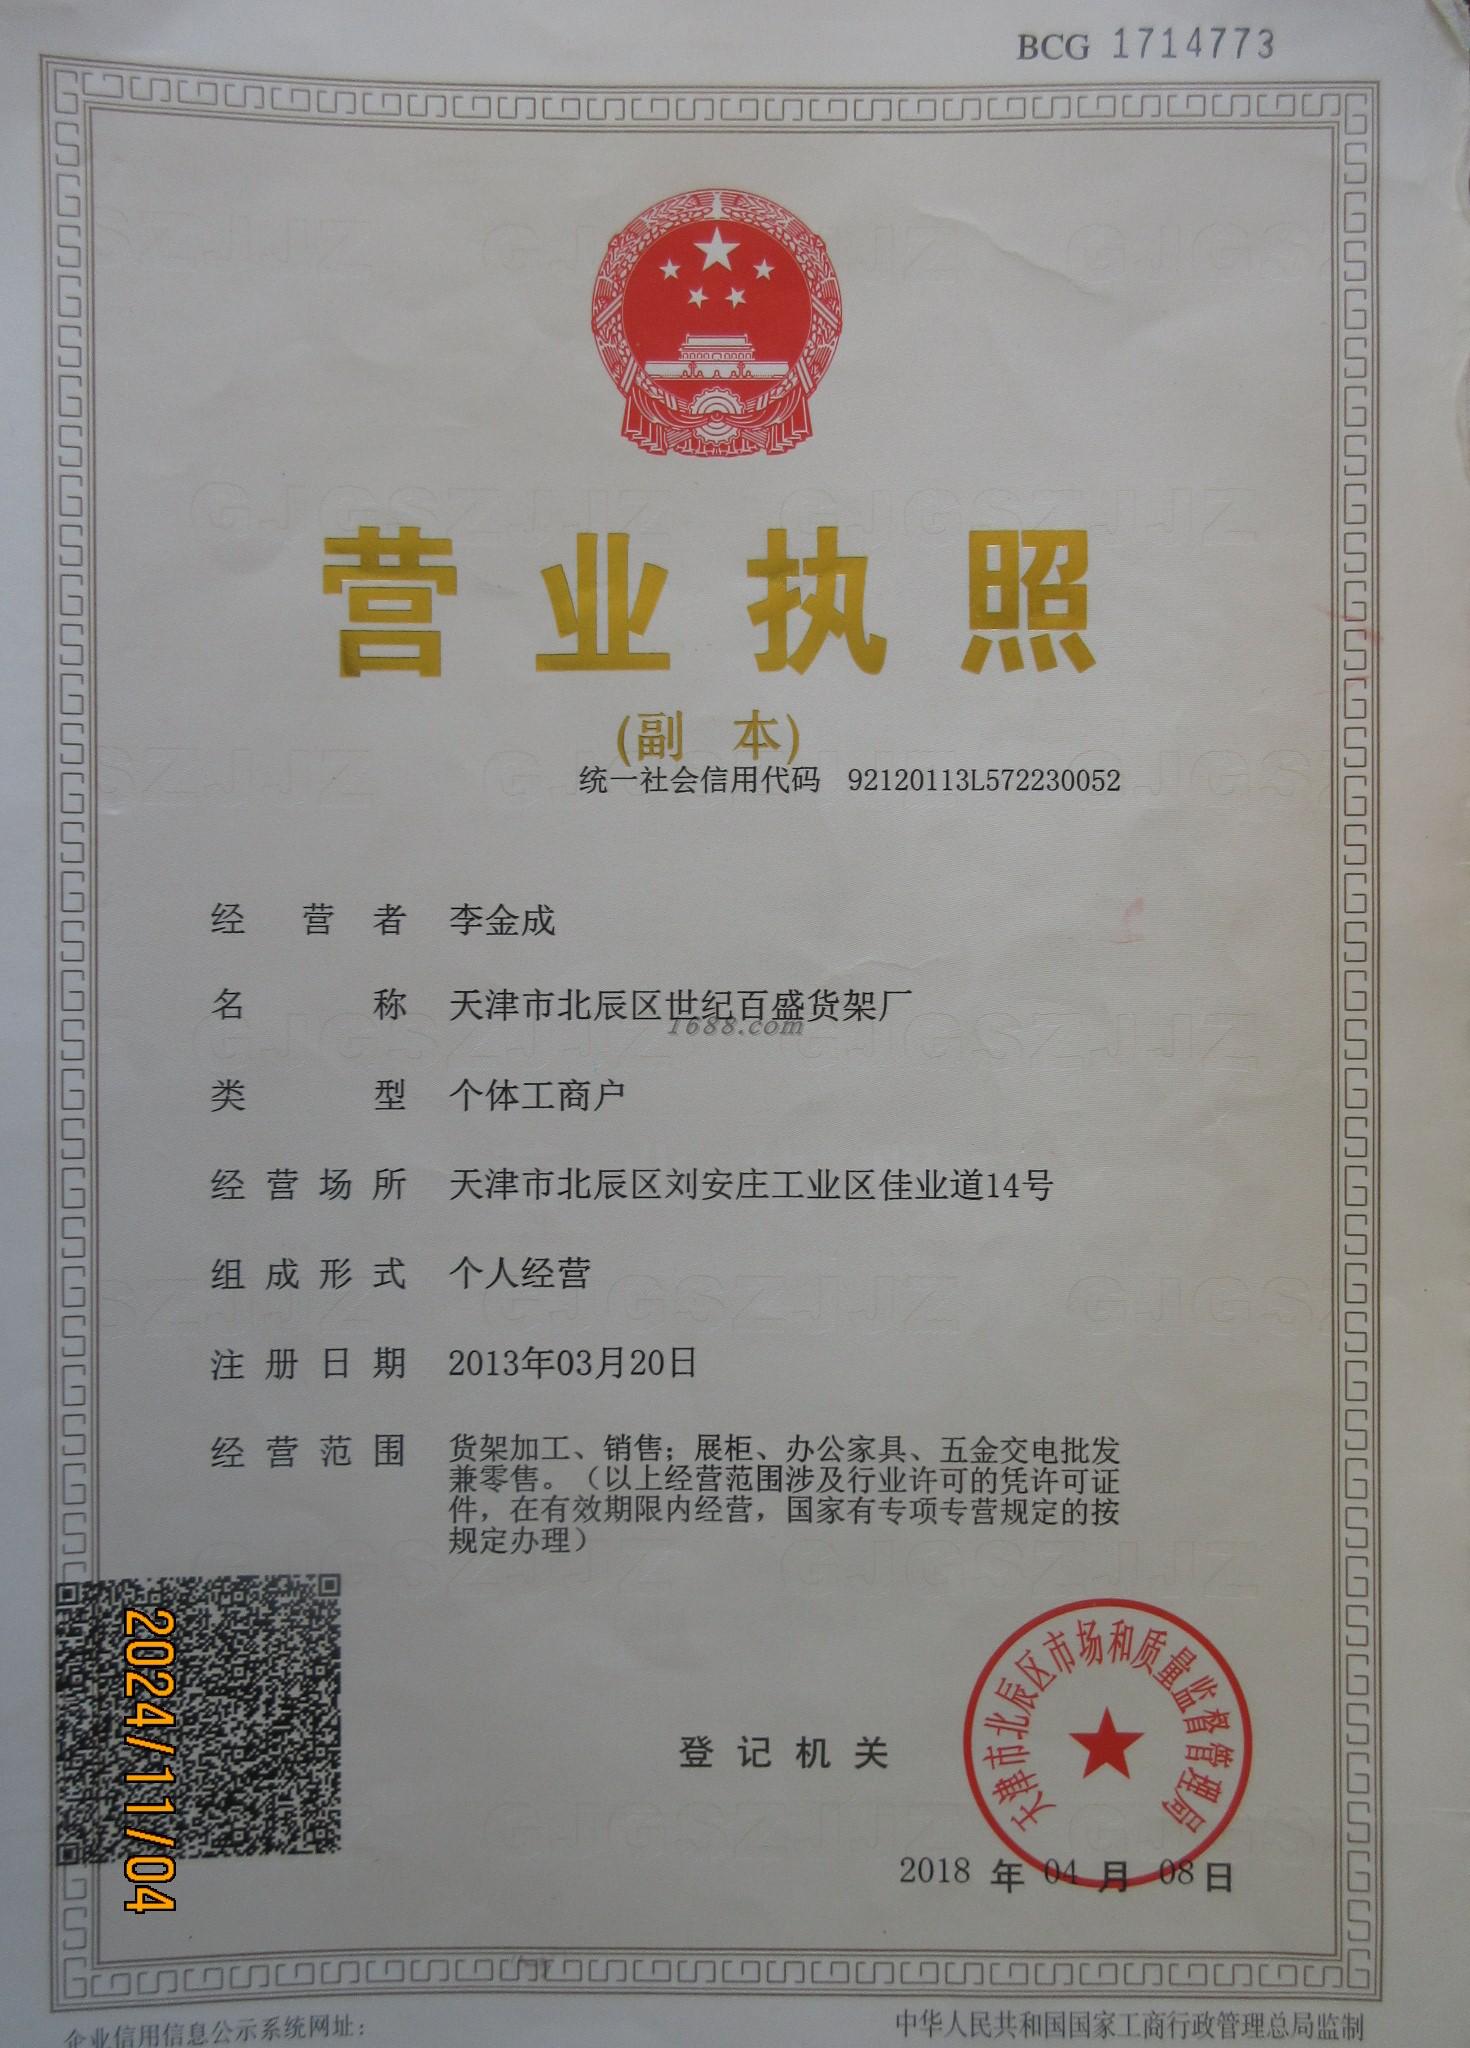 BCG 1714773
营业执照
(副 本)
统一社会信用代码 92120113L572230052
经营者 李金成
名称 天津市北辰区世纪百盛货架厂
1688.com
类型 个体工商户
经营场所 天津市北辰区刘安庄工业区佳业道14号
组成形式 个人经营
注册日期 2013年03月20日
经营范围 货架加工、销售；展柜、办公家具、五金交电批发
兼零售。（以上经营范围涉及行业许可的凭许可证
件，在有效期限内经营，国家有专项专营规定的按
规定办理）
天津市北辰区市场和质量监督管理局
登记机关
2018 年 04 月 08 日
2024/11/04
企业信用信息公示系统网址：
中华人民共和国国家工商行政管理总局监制